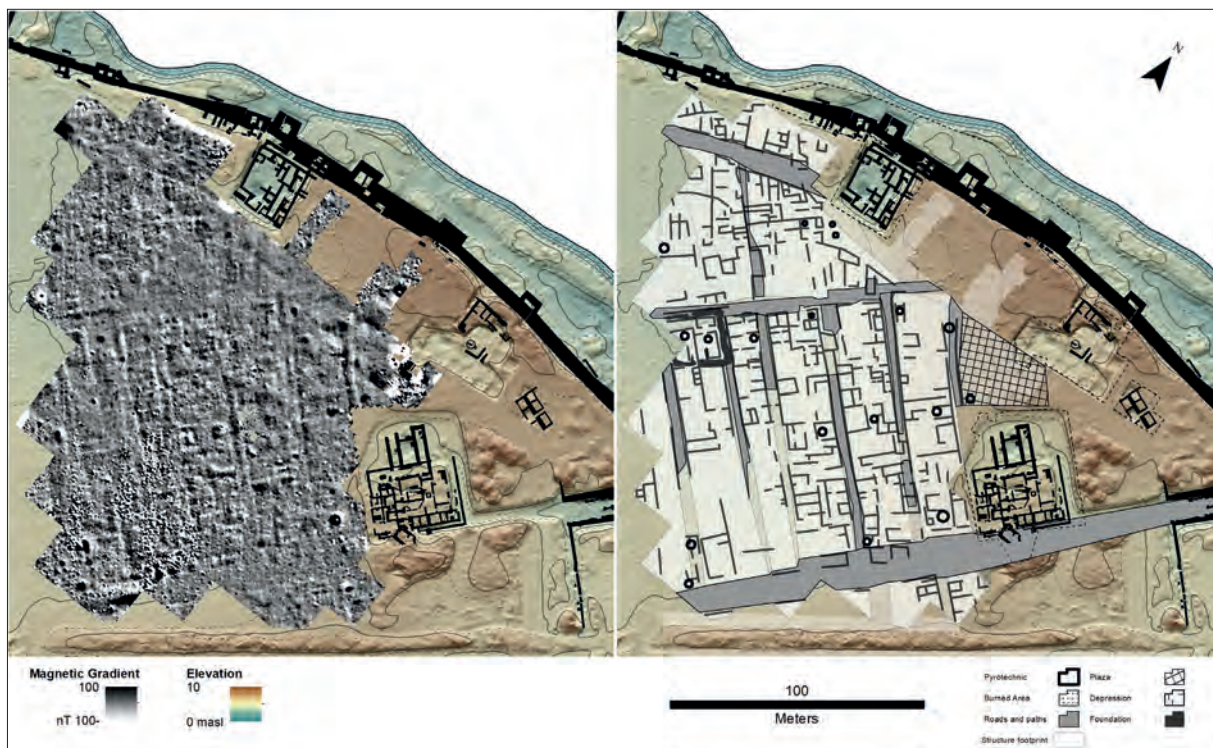 N
Magnetic Gradient
100
nT 100-
Elevation
10
0 masl
100
Meters
Pyrotechnic
Plaza
Burned Area
Depression
Roads and paths
Foundation
Structure footprint